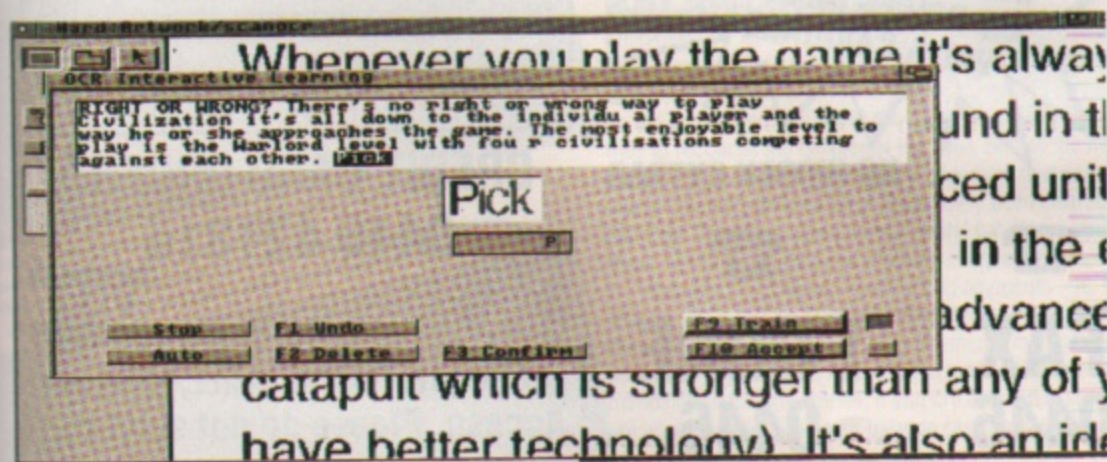 Hard:Artwork/scanocr
Whenever you play the game it's alway
OCR Interactive Learning
RIGHT OR WRONG? There's no right or wrong way to play
Civilization it's all down to the individu al player and the
way he or she approaches the game. The most enjoyable level to
play is the Warlord level with fou r civilisations competing
against each other. Pick
und in t
ced unit
in the e
advance
Pick
P
Stop
F1 Undo
F9 Train
Auto
F2 Delete
F3 Confirm
F10 Accept
catapult which is stronger than any of y
have better technology). It's also an ide